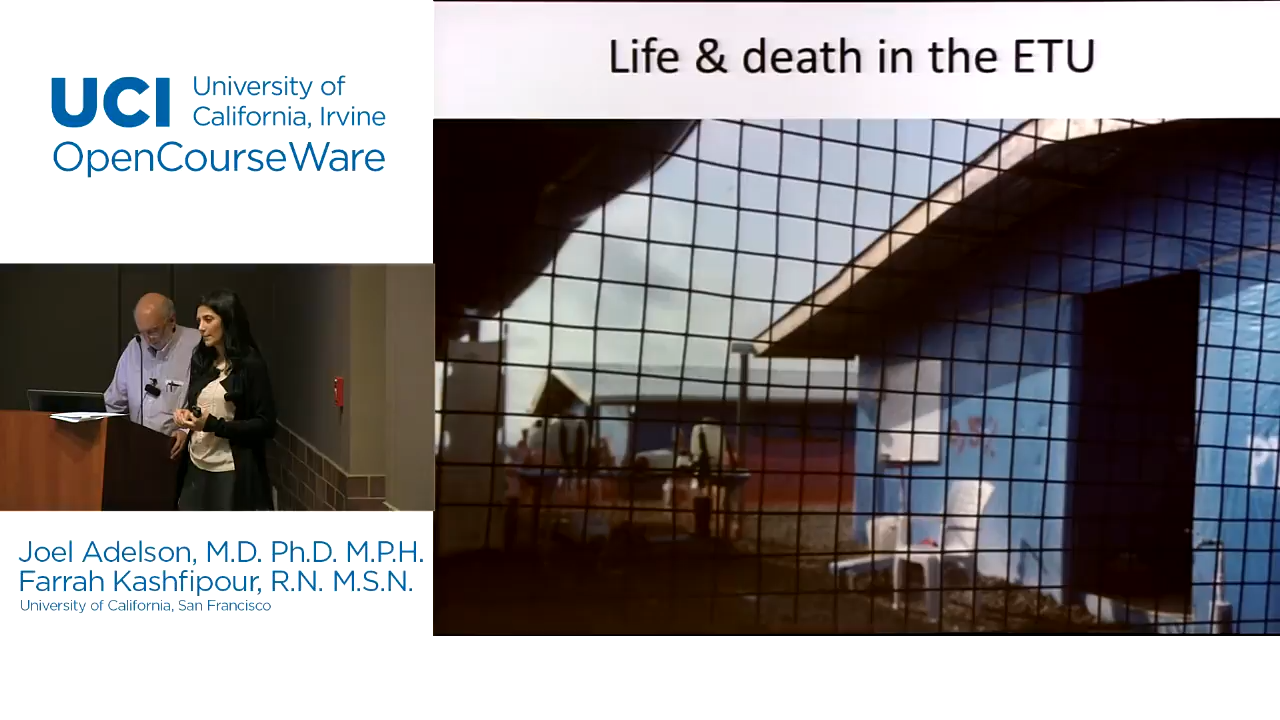 Life & death in the ETU
UCI University of
California, Irvine
OpenCourseWare
Joel Adelson, M.D. Ph.D. M.P.H.
Farrah Kashfipour, R.N. M.S.N.
University of California, San Francisco